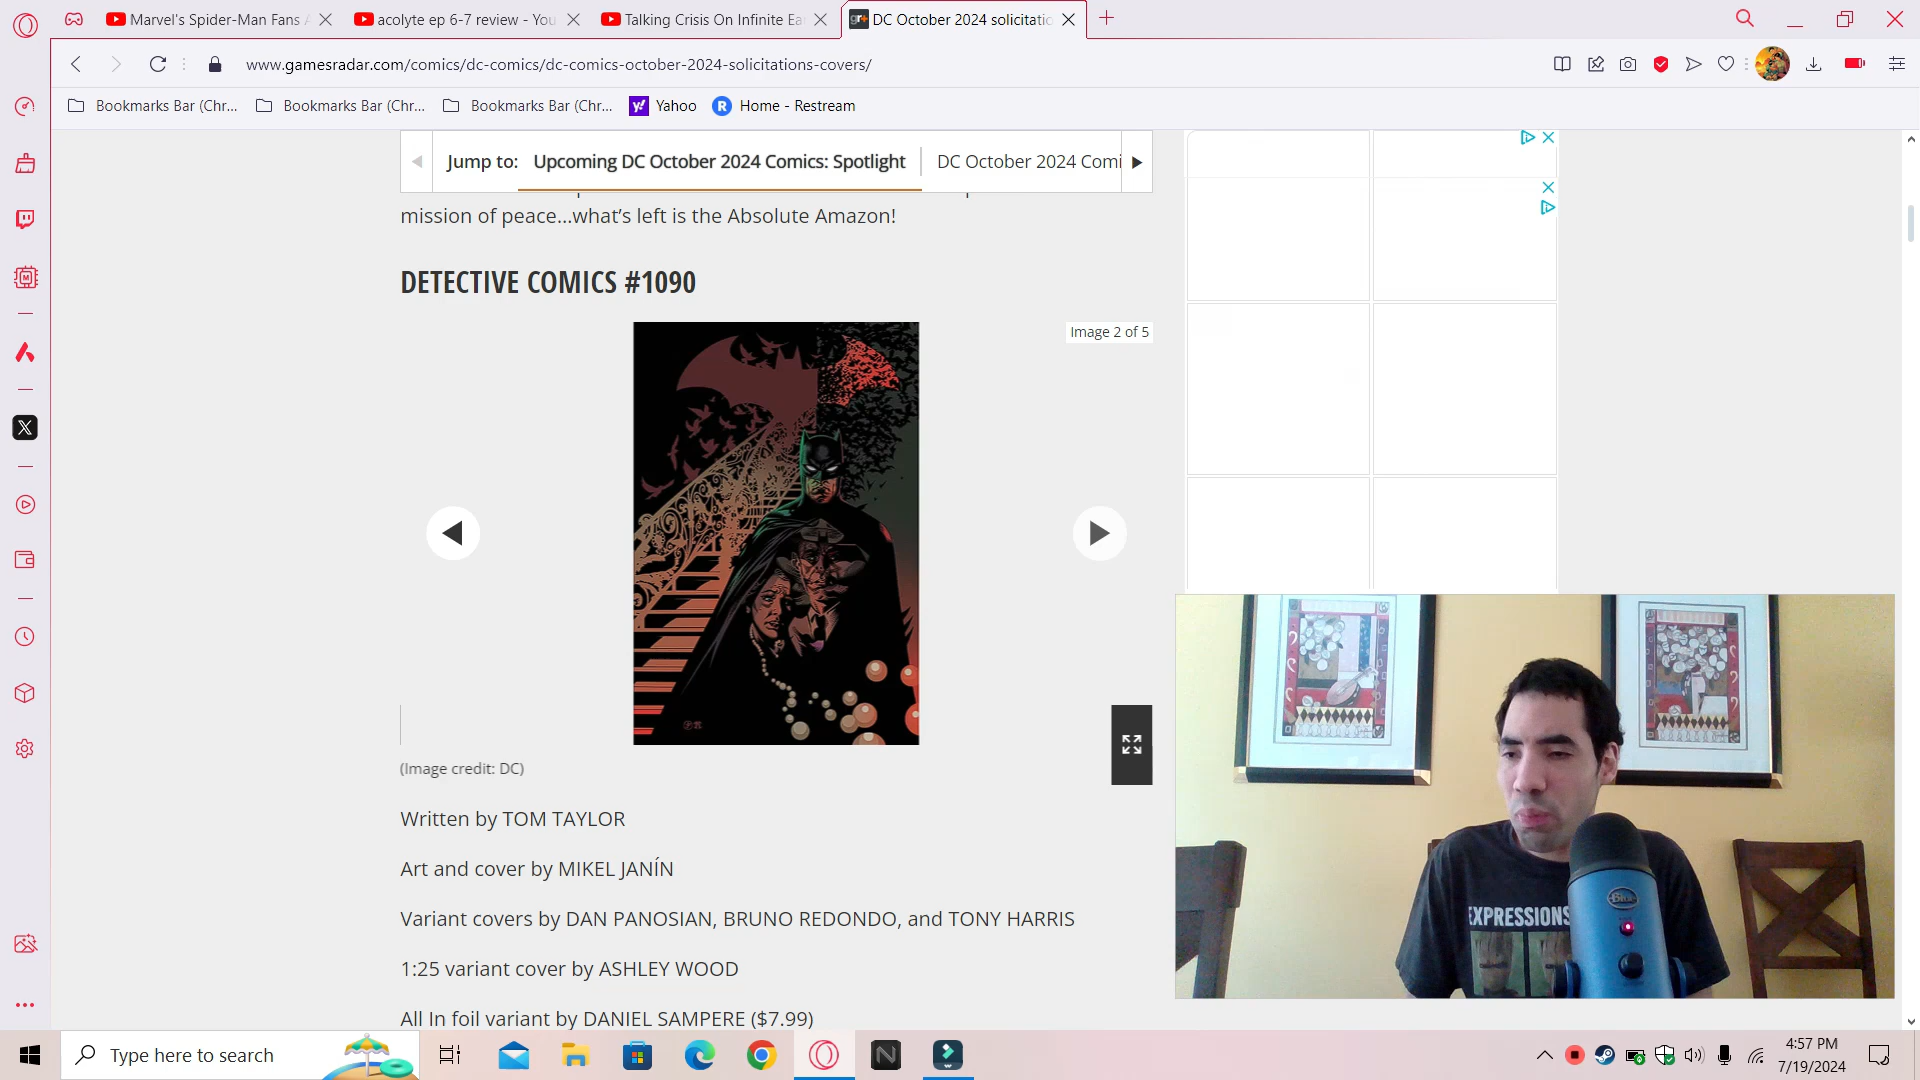 Marvel's Spider-Man Fans
acolyte ep 6-7 review - You
Talking Crisis On Infinite Ea
gr+
DC October 2024 solicitatio
www.gamesradar.com/comics/dc-comics/dc-comics-october-2024-solicitations-covers/
Bookmarks Bar (Chr...
Bookmarks Bar (Chr...
Bookmarks Bar (Chr...
Yahoo
Home - Restream
Jump to:
Upcoming DC October 2024 Comics: Spotlight
DC October 2024 Comi
mission of peace...what's left is the Absolute Amazon!
DETECTIVE COMICS #1090
Image 2 of 5
(Image credit: DC)
Written by TOM TAYLOR
Art and cover by MIKEL JANÍN
Variant covers by DAN PANOSIAN, BRUNO REDONDO, and TONY HARRIS
1:25 variant cover by ASHLEY WOOD
All In foil variant by DANIEL SAMPERE ($7.99)
EXPRESSIONS
Blue
Type here to search
4:57 PM
7/19/2024